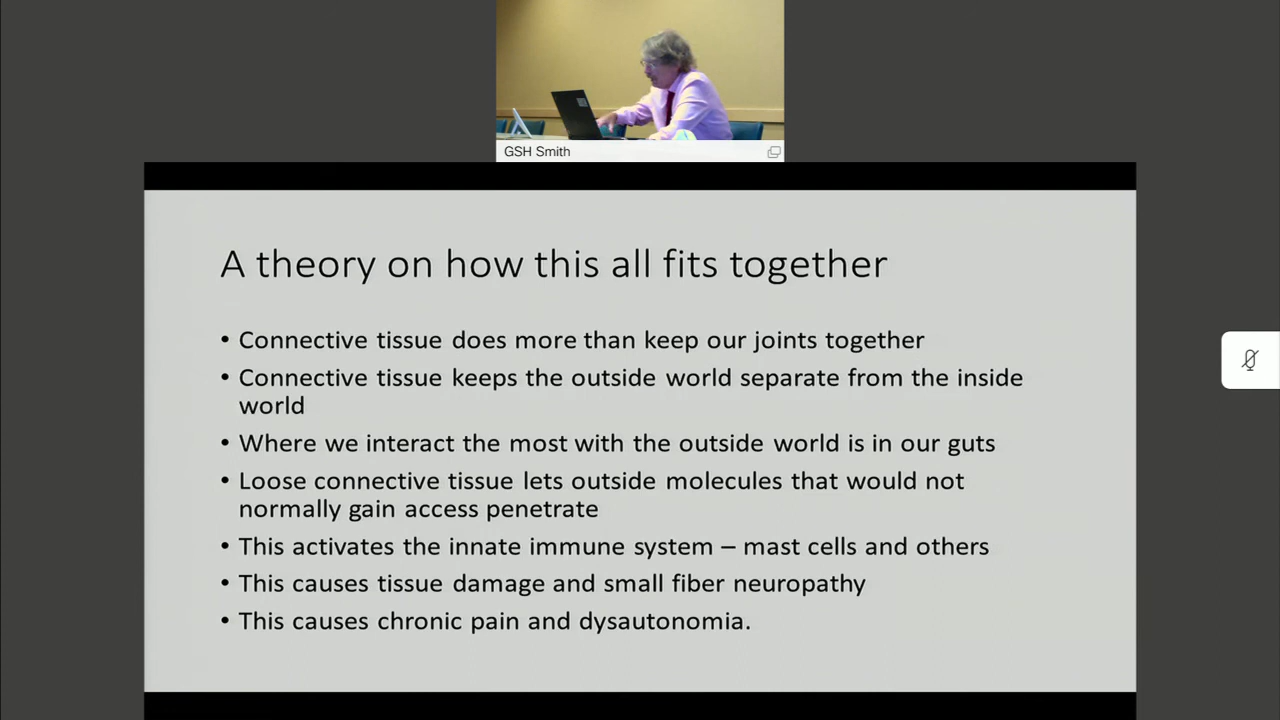 GSH Smith
A theory on how this all fits together
• Connective tissue does more than keep our joints together
• Connective tissue keeps the outside world separate from the inside
world
• Where we interact the most with the outside world is in our guts
• Loose connective tissue lets outside molecules that would not
normally gain access penetrate
• This activates the innate immune system – mast cells and others
• This causes tissue damage and small fiber neuropathy
• This causes chronic pain and dysautonomia.